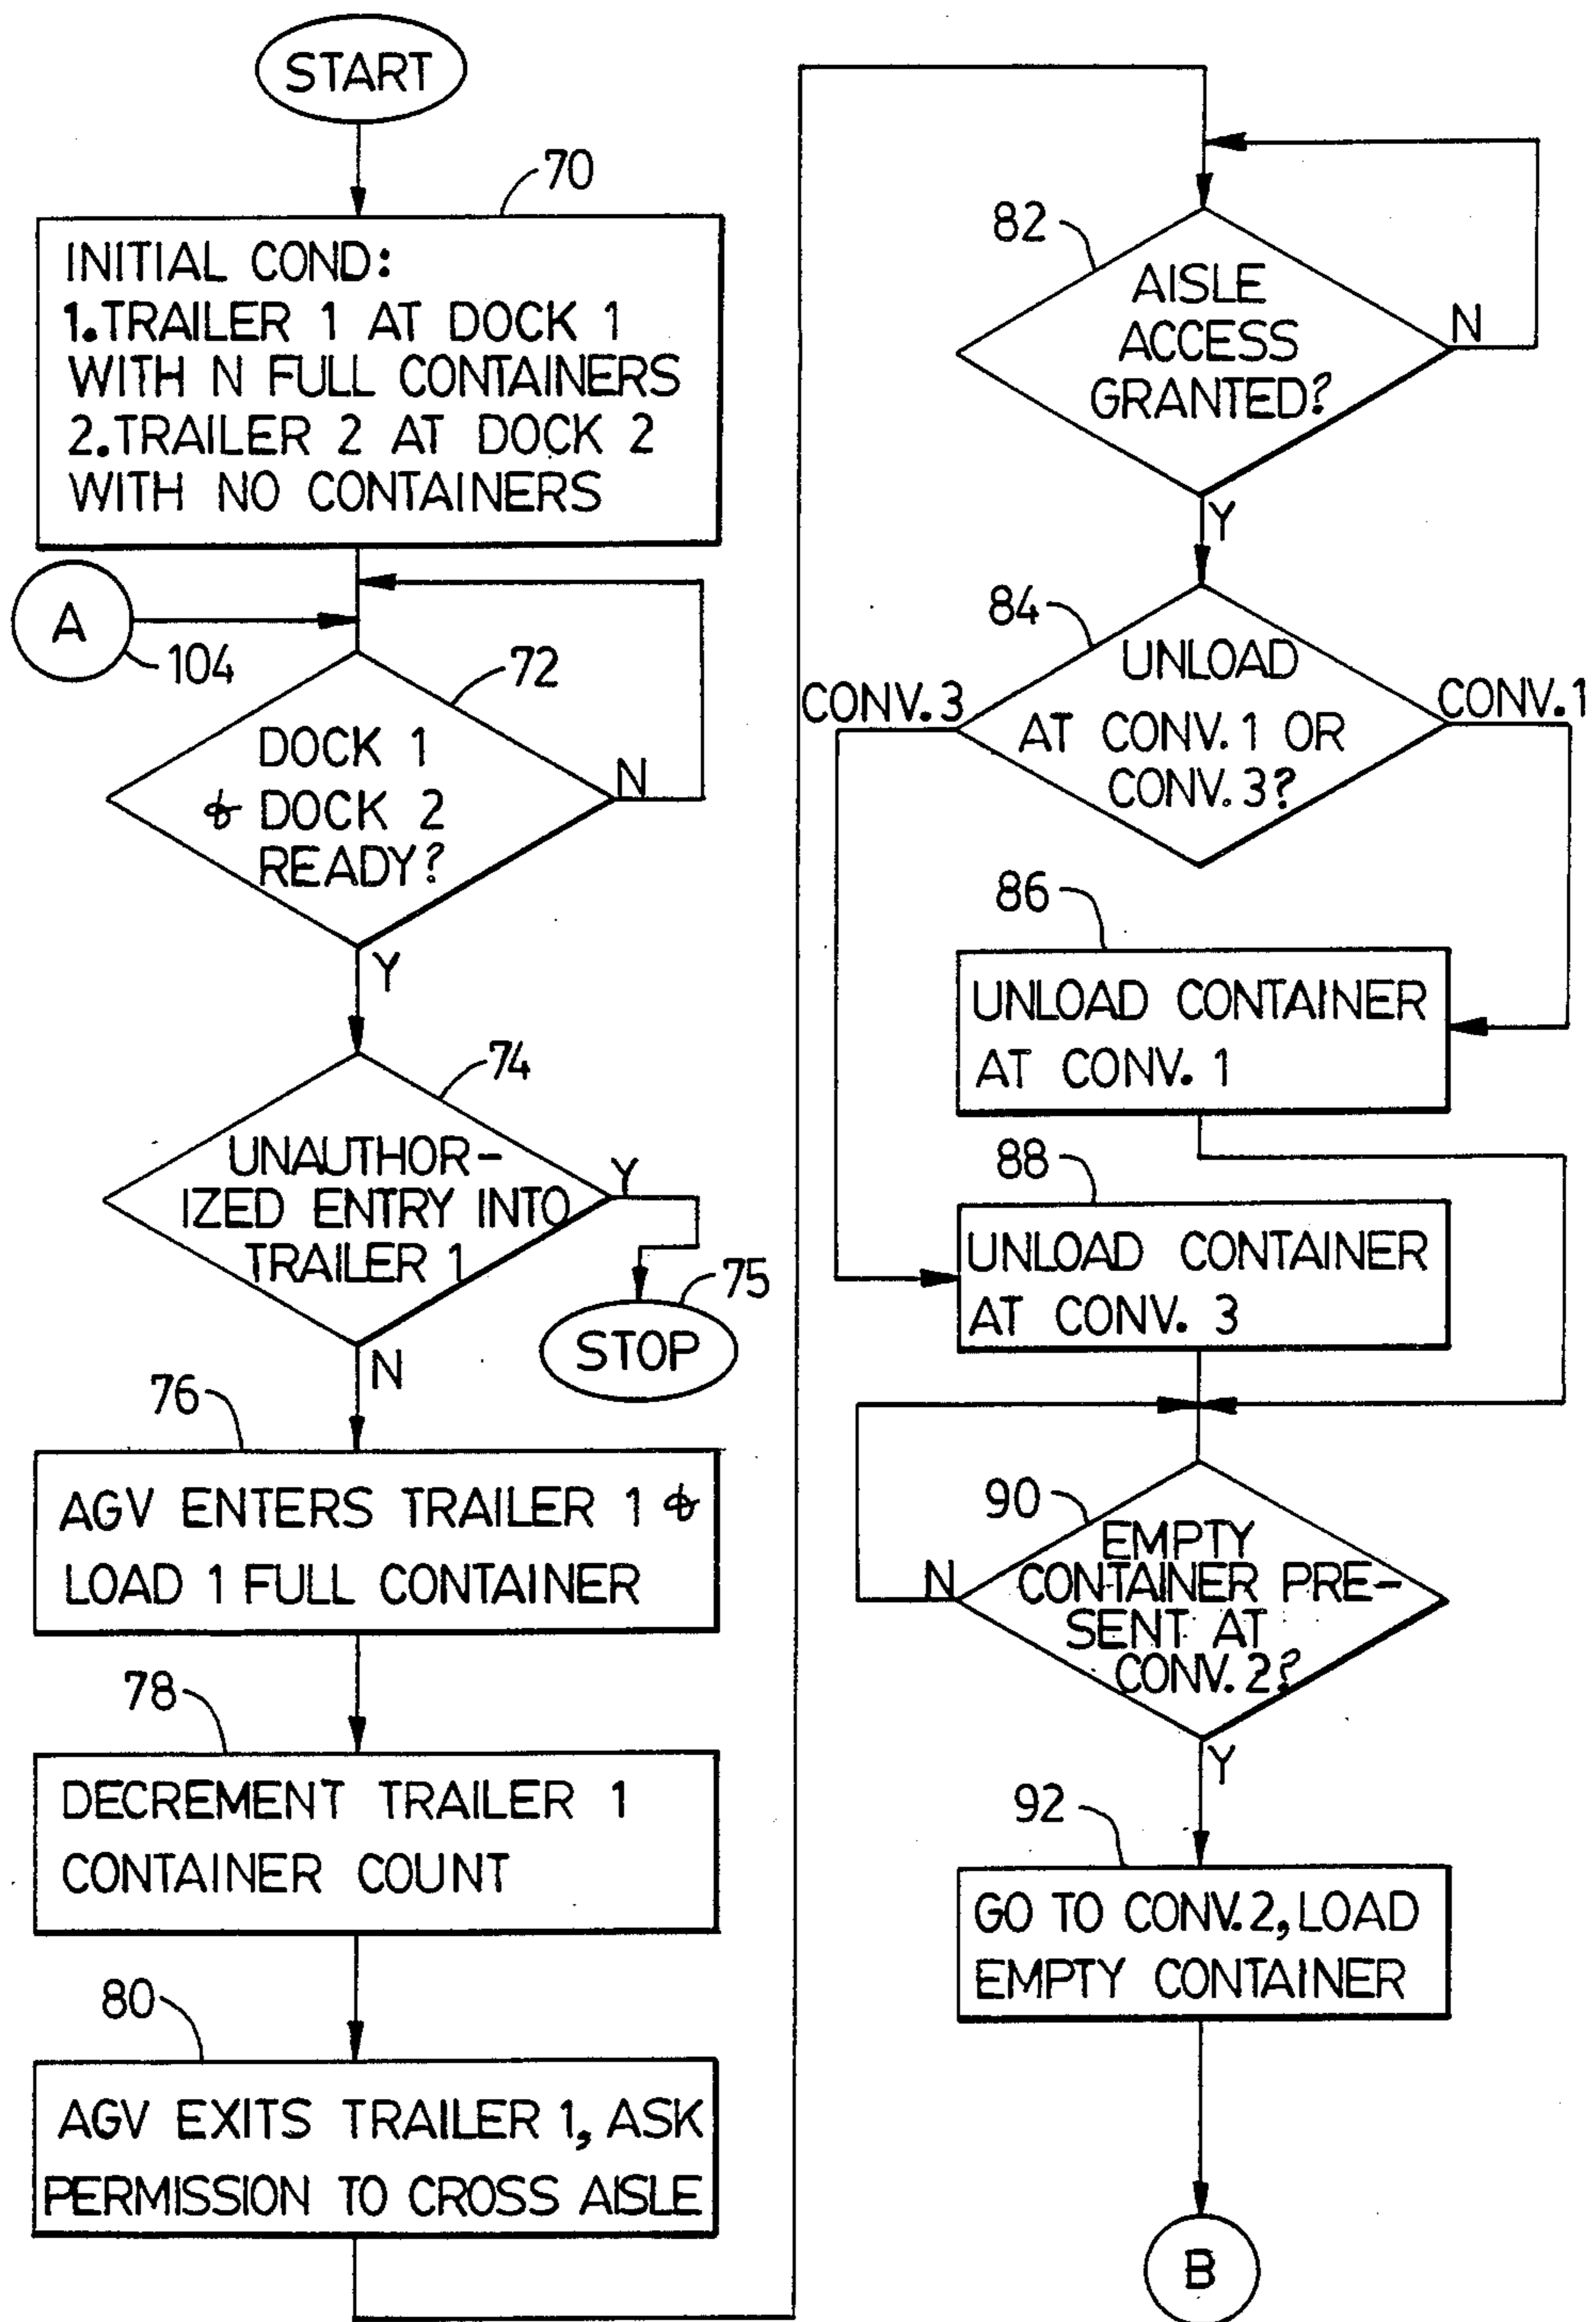 START
70
INITIAL COND:
1. TRAILER 1 AT DOCK 1
WITH N FULL CONTAINERS
2. TRAILER 2 AT DOCK 2
WITH NO CONTAINERS
A
104
72
DOCK 1
& DOCK 2
READY?
N
Y
74
UNAUTHOR-
IZED ENTRY INTO
TRAILER 1
Y
75
STOP
N
76
AGV ENTERS TRAILER 1 &
LOAD 1 FULL CONTAINER
78
DECREMENT TRAILER 1
CONTAINER COUNT
80
AGV EXITS TRAILER 1, ASK
PERMISSION TO CROSS AISLE
82
AISLE
ACCESS
GRANTED?
N
Y
84
UNLOAD
AT CONV. 1 OR
CONV. 3?
CONV. 3
CONV. 1
86
UNLOAD CONTAINER
AT CONV. 1
88
UNLOAD CONTAINER
AT CONV. 3
90
EMPTY
CONTAINER PRE-
SENT AT
CONV. 2?
N
Y
92
GO TO CONV. 2, LOAD
EMPTY CONTAINER
B